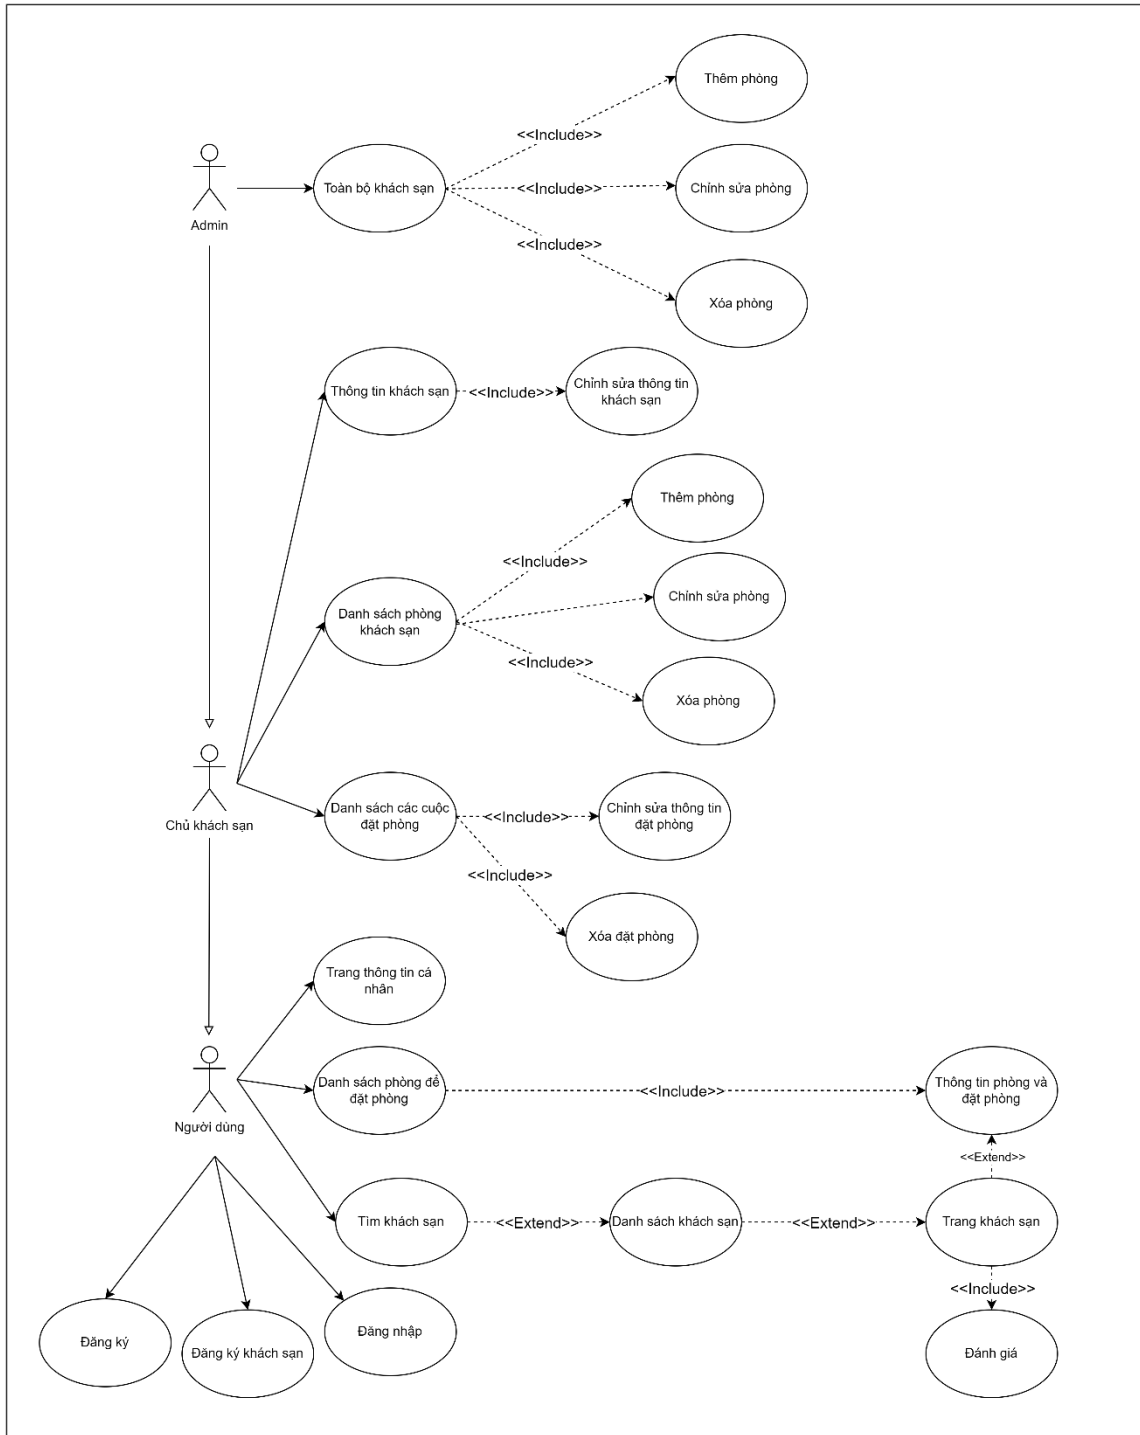 Thêm phòng
<<Include>>
Admin
Toàn bộ khách sạn
<<Include>>
Chỉnh sửa phòng
<<Include>>
Xóa phòng
Thông tin khách sạn
<<Include>>
Chỉnh sửa thông tin
khách sạn
Thêm phòng
<<Include>>
Danh sách phòng
khách sạn
Chỉnh sửa phòng
<<Include>>
Xóa phòng
Chủ khách sạn
Danh sách các cuộc
đặt phòng
<<Include>>
Chỉnh sửa thông tin
đặt phòng
<<Include>>
Xóa đặt phòng
Trang thông tin cá
nhân
Người dùng
Danh sách phòng để
đặt phòng
<<Include>>
Thông tin phòng và
đặt phòng
<<Extend>>
Tìm khách sạn
<<Extend>>
Danh sách khách sạn
<<Extend>>
Trang khách sạn
<<Include>>
Đăng ký
Đăng ký khách sạn
Đăng nhập
Đánh giá